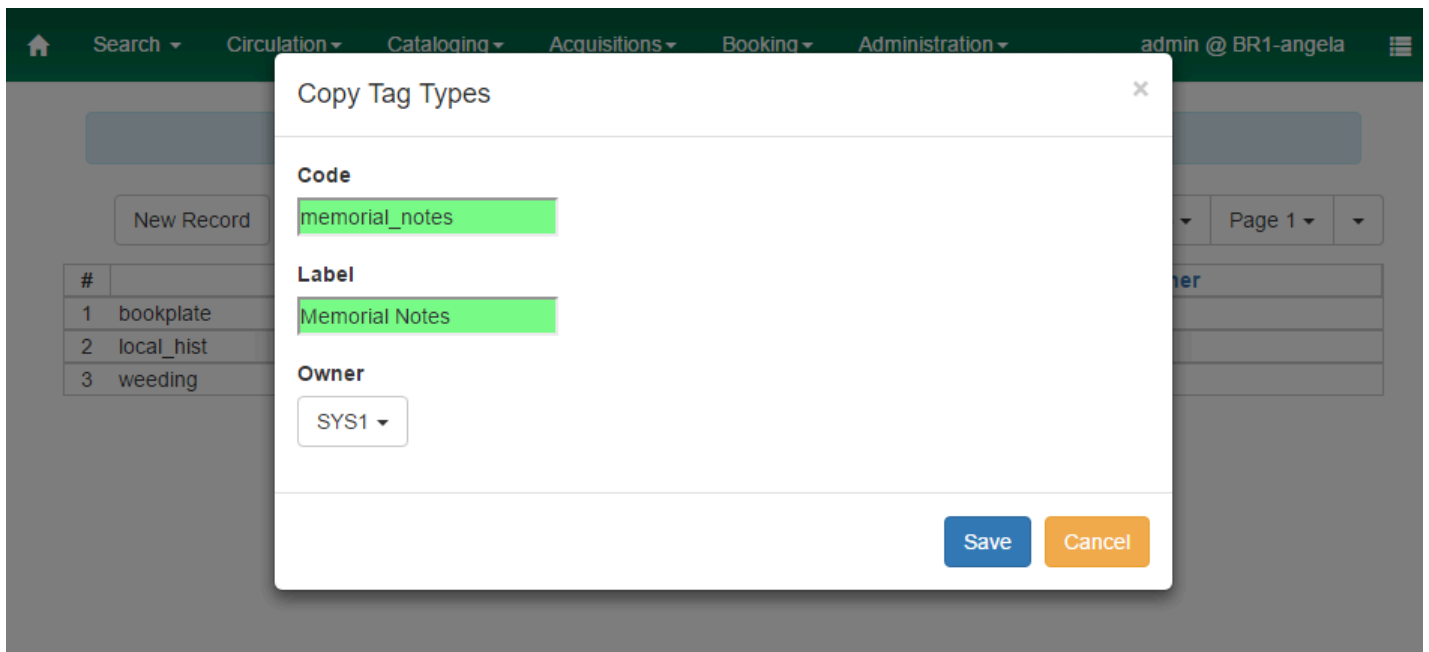 Search Circulation Cataloging Acquisitions Booking Administration admin @ BR1-angela
Copy Tag Types ×
Code
memorial_notes
New Record Page 1
Label
#
Memorial Notes
1 bookplate
2 local_hist
3 weeding
Owner
SYS1
Save Cancel